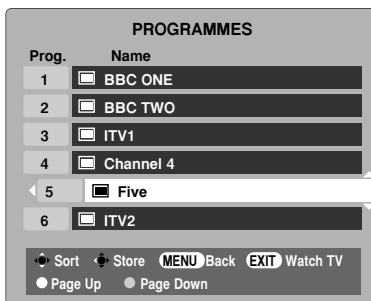 PROGRAMMES
Prog. Name
1 BBC ONE
2 BBC TWO
3 ITV1
4 Channel 4
5 Five
6 ITV2
Sort Store MENU Back EXIT Watch TV
Page Up Page Down